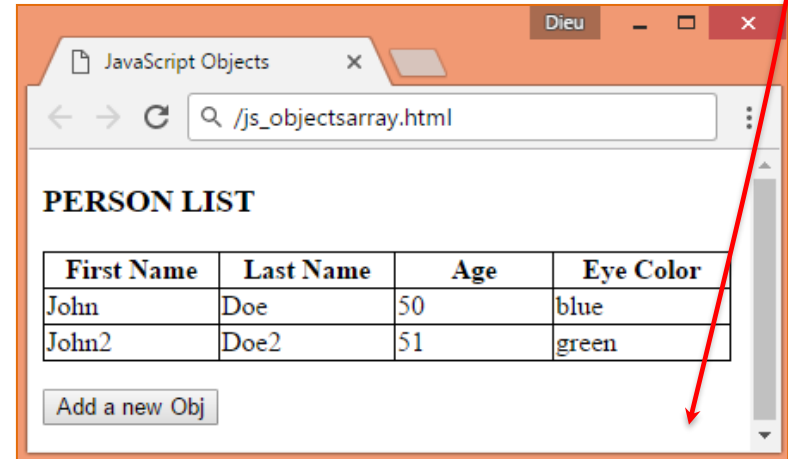 Dieu
JavaScript Objects
/js_objectsarray.html
PERSON LIST
First Name Last Name Age Eye Color
John Doe 50 blue
John2 Doe2 51 green
Add a new Obj